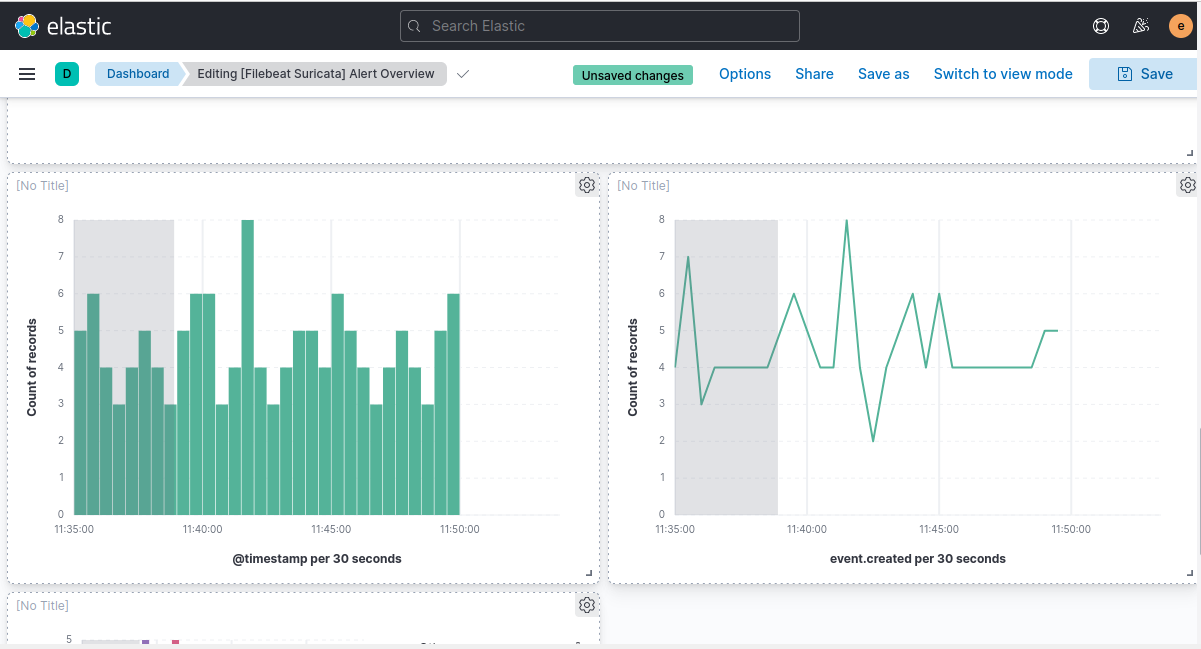 elastic
Search Elastic
e
D
Dashboard
Editing [Filebeat Suricata] Alert Overview
Unsaved changes
Options
Share
Save as
Switch to view mode
Save
[No Title]
8
7
6
5
4
3
2
1
0
Count of records
11:35:00
11:40:00
11:45:00
11:50:00
@timestamp per 30 seconds
[No Title]
8
7
6
5
4
3
2
1
0
Count of records
11:35:00
11:40:00
11:45:00
11:50:00
event.created per 30 seconds
[No Title]
5